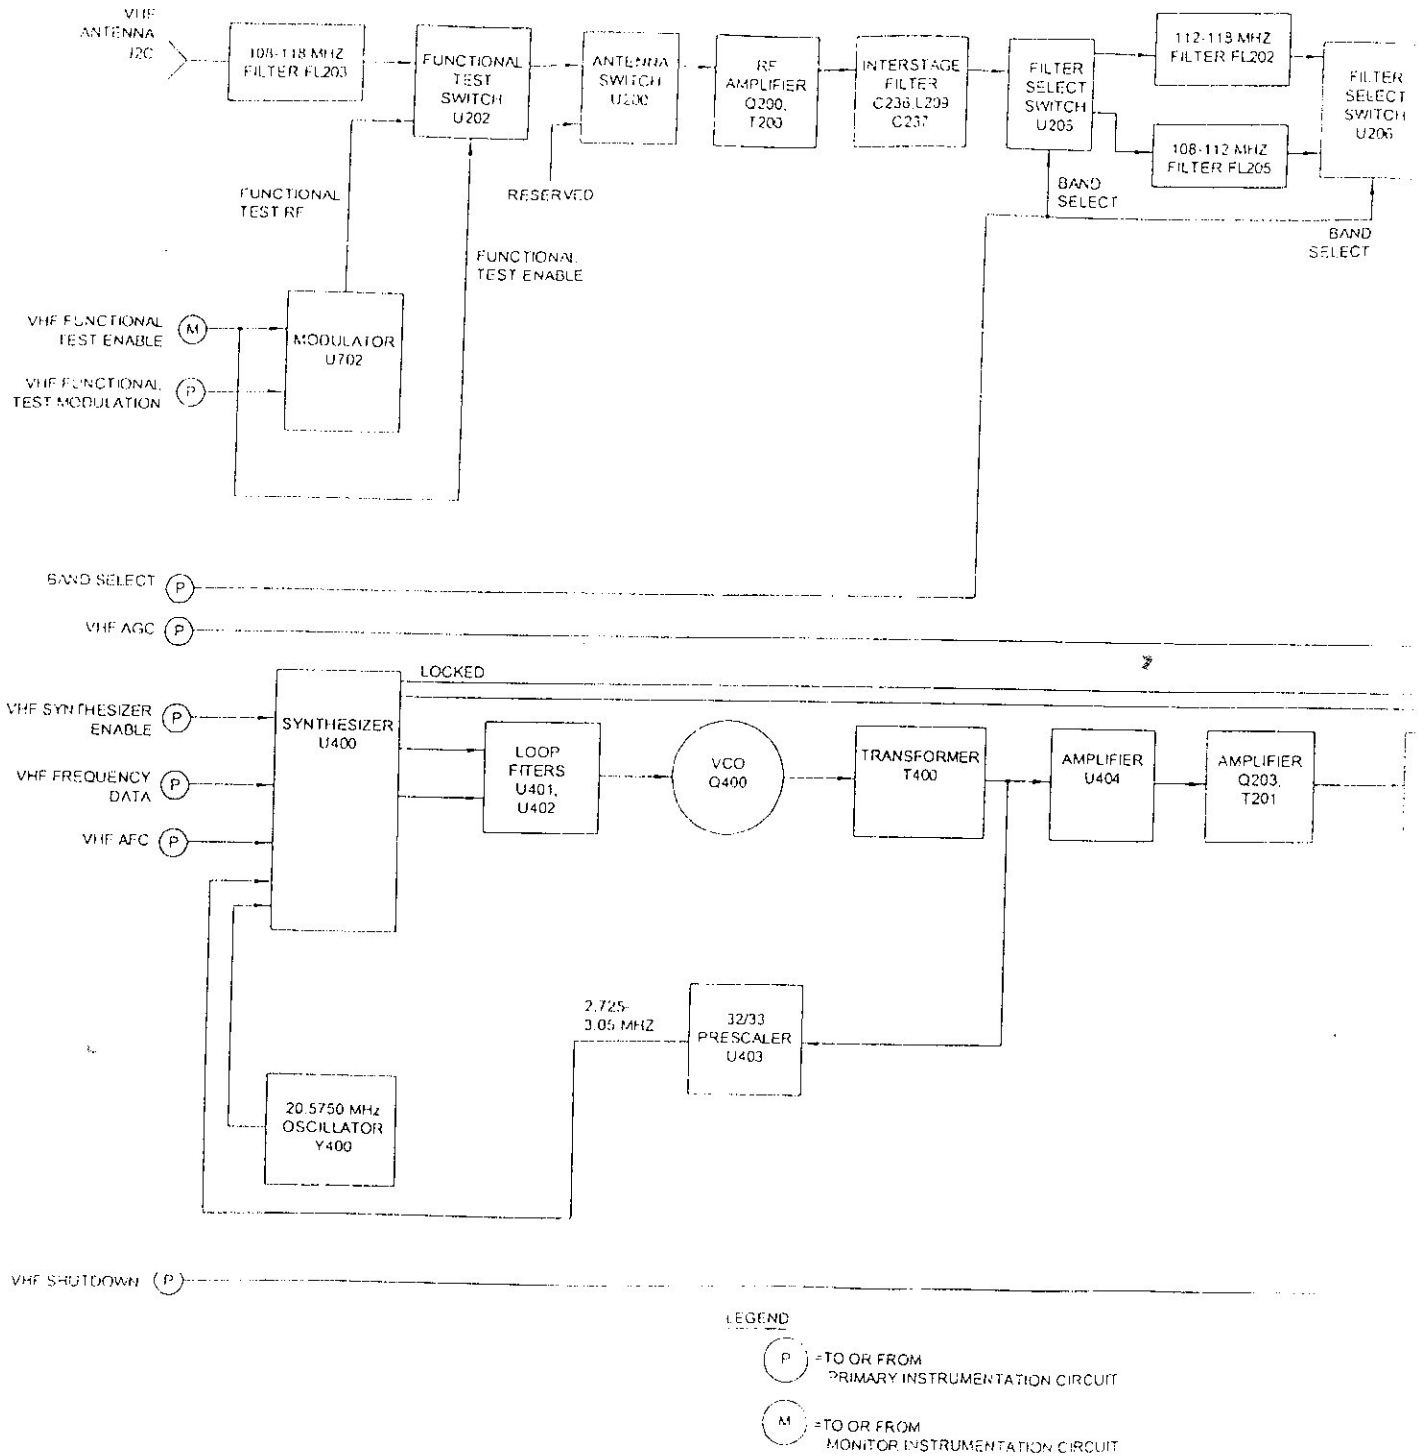 VHF
ANTENNA
J2C
108-118 MHZ
FILTER FL203
FUNCTIONAL
TEST
SWITCH
U202
ANTENNA
SWITCH
U200
RF
AMPLIFIER
Q200,
T200
INTERSTAGE
FILTER
C236,L209
C237
FILTER
SELECT
SWITCH
U205
112-118 MHZ
FILTER FL202
108-112 MHZ
FILTER FL205
FILTER
SELECT
SWITCH
U206
FUNCTIONAL
TEST RF
RESERVED
BAND
SELECT
BAND
SELECT
FUNCTIONAL
TEST ENABLE
VHF FUNCTIONAL
TEST ENABLE
M
MODULATOR
U702
VHF FUNCTIONAL
TEST MODULATION
P
BAND SELECT
P
VHF AGC
P
LOCKED
VHF SYNTHESIZER
ENABLE
P
SYNTHESIZER
U400
LOOP
FITERS
U401,
U402
VCO
Q400
TRANSFORMER
T400
AMPLIFIER
U404
AMPLIFIER
Q203,
T201
VHF FREQUENCY
DATA
P
VHF AFC
P
2.725-
3.05 MHZ
32/33
PRESCALER
U403
20.5750 MHz
OSCILLATOR
Y400
VHF SHUTDOWN
P
LEGEND
P
=TO OR FROM
PRIMARY INSTRUMENTATION CIRCUIT
M
=TO OR FROM
MONITOR INSTRUMENTATION CIRCUIT